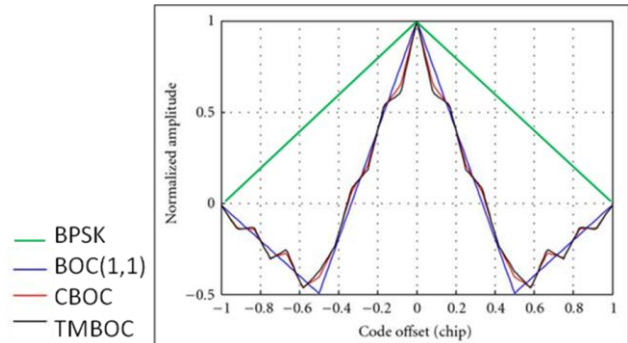 1
0.5
0
−0.5
Normalized amplitude
−1 −0.8 −0.6 −0.4 −0.2 0 0.2 0.4 0.6 0.8 1
Code offset (chip)
BPSK
BOC(1,1)
CBOC
TMBOC